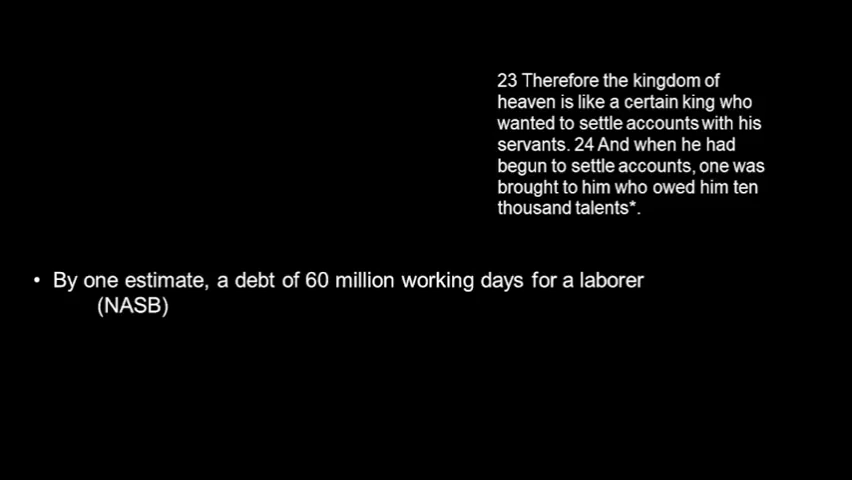 23 Therefore the kingdom of
heaven is like a certain king who
wanted to settle accounts with his
servants. 24 And when he had
begun to settle accounts, one was
brought to him who owed him ten
thousand talents*.
• By one estimate, a debt of 60 million working days for a laborer
(NASB)